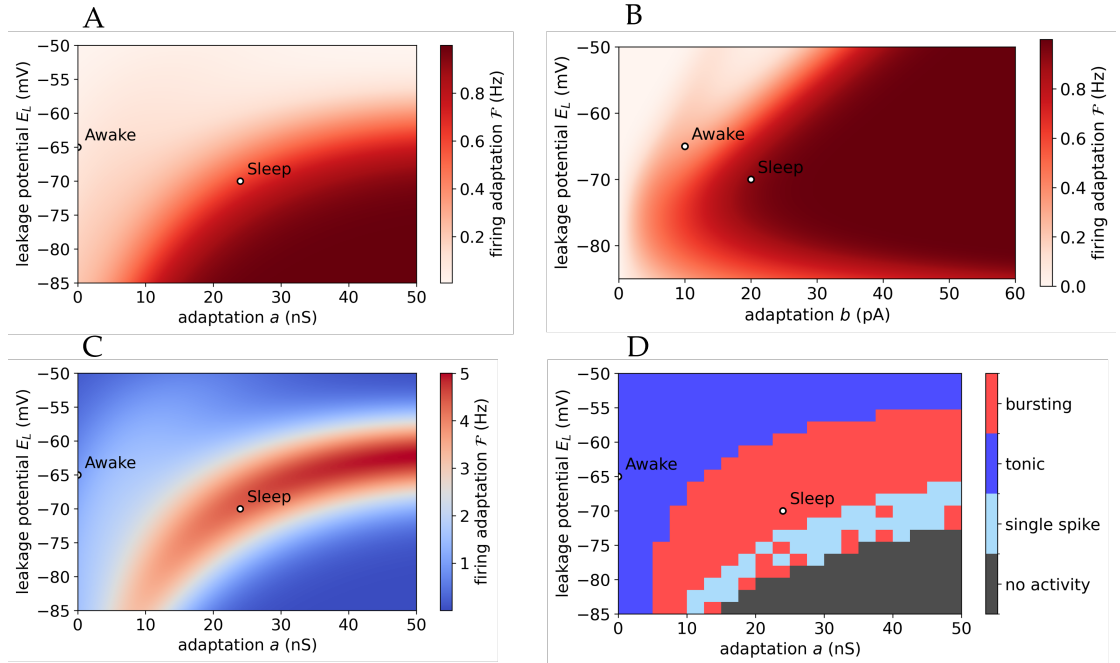 A
leakage potential E_L (mV)
−50
−55
−60
−65
−70
−75
−80
−85
Awake
Sleep
0 10 20 30 40 50
adaptation a (nS)
0.8
0.6
0.4
0.2
firing adaptation ℱ (Hz)
B
leakage potential E_L (mV)
−50
−60
−70
−80
Awake
Sleep
0 10 20 30 40 50 60
adaptation b (pA)
0.8
0.6
0.4
0.2
0.0
firing adaptation ℱ (Hz)
C
leakage potential E_L (mV)
−50
−55
−60
−65
−70
−75
−80
−85
Awake
Sleep
0 10 20 30 40 50
adaptation a (nS)
5
4
3
2
1
firing adaptation ℱ (Hz)
D
leakage potential E_L (mV)
−50
−55
−60
−65
−70
−75
−80
−85
Awake
Sleep
0 10 20 30 40 50
adaptation a (nS)
bursting
tonic
single spike
no activity